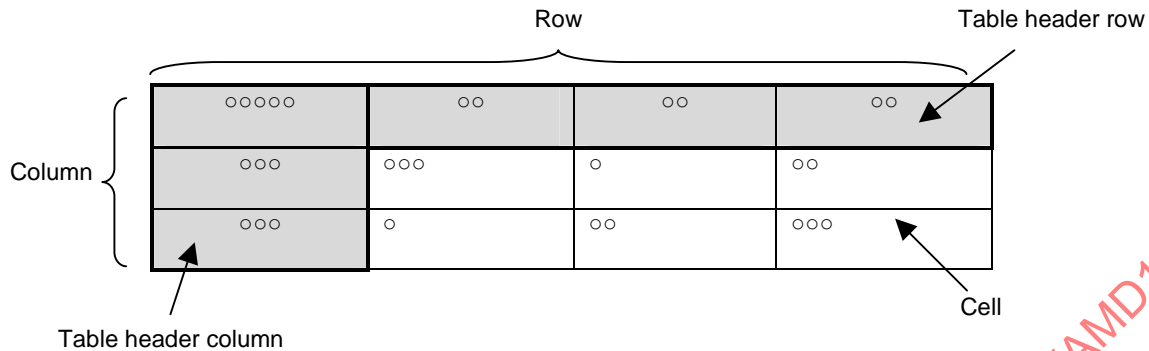 Row
Table header row
○○○○○ ○○ ○○ ○○
Column
○○○ ○○○ ○ ○○
○○○ ○ ○○ ○○○
Cell
Table header column